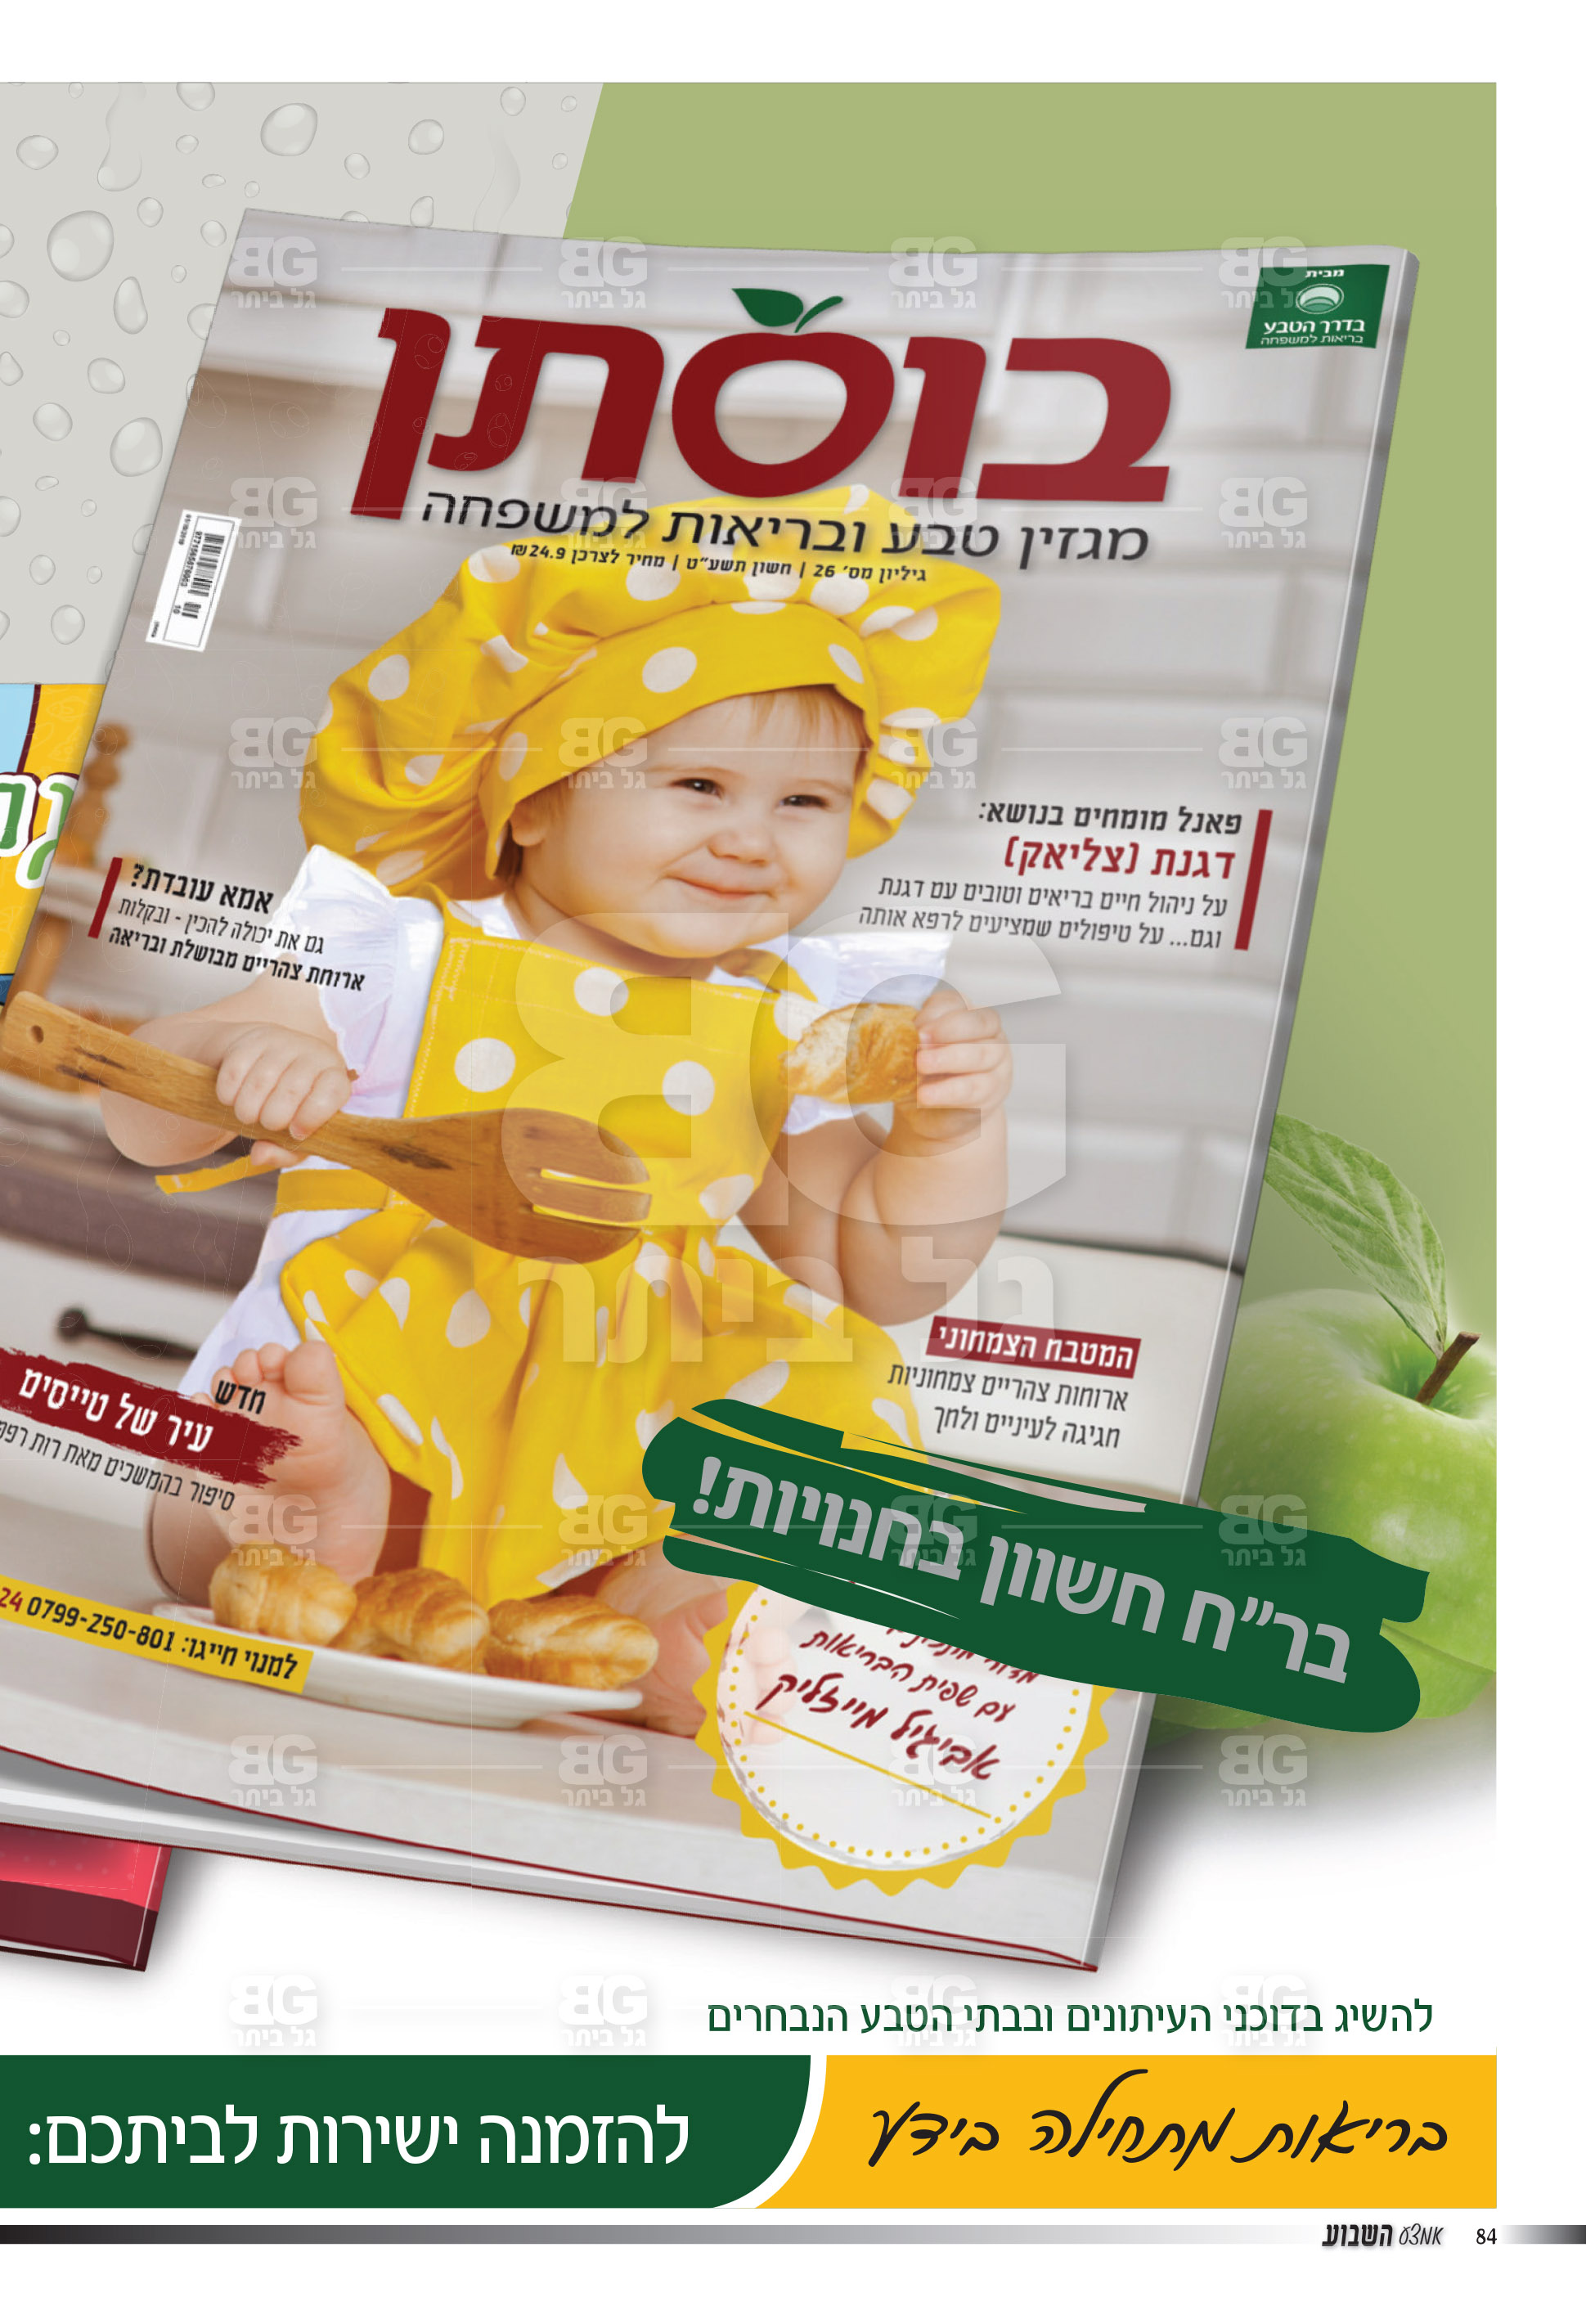 מבית
בדרך הטבע
בריאות למשפחה
בוסתן
מגזין טבע ובריאות למשפחה
גיליון מס׳ 26 | חשון תשע״ט | מחיר לצרכן 24.9 ₪
פאנל מומחים בנושא:
דגנת (צליאק)
על ניהול חיים בריאים וטובים עם דגנת
וגם... על טיפולים שמציעים לרפא אותה
אמא עובדת?
גם את יכולה להכין - ובקלות
ארוחת צהריים מבושלת ובריאה
המטבח הצמחוני
ארוחות צהריים צמחוניות
חגיגה לעיניים ולחך
חדש
עיר של טייסים
סיפור בהמשכים מאת רות
בר״ח חשוון בחנויות!
עם שפית הבריאות
אביגיל מייזליק
למנוי חייגו: 0799-250-801
להשיג בדוכני העיתונים ובבתי הטבע הנבחרים
בריאות מתחילה בידע
להזמנה ישירות לביתכם:
84 אמצע השבוע
BG
גל ביתר